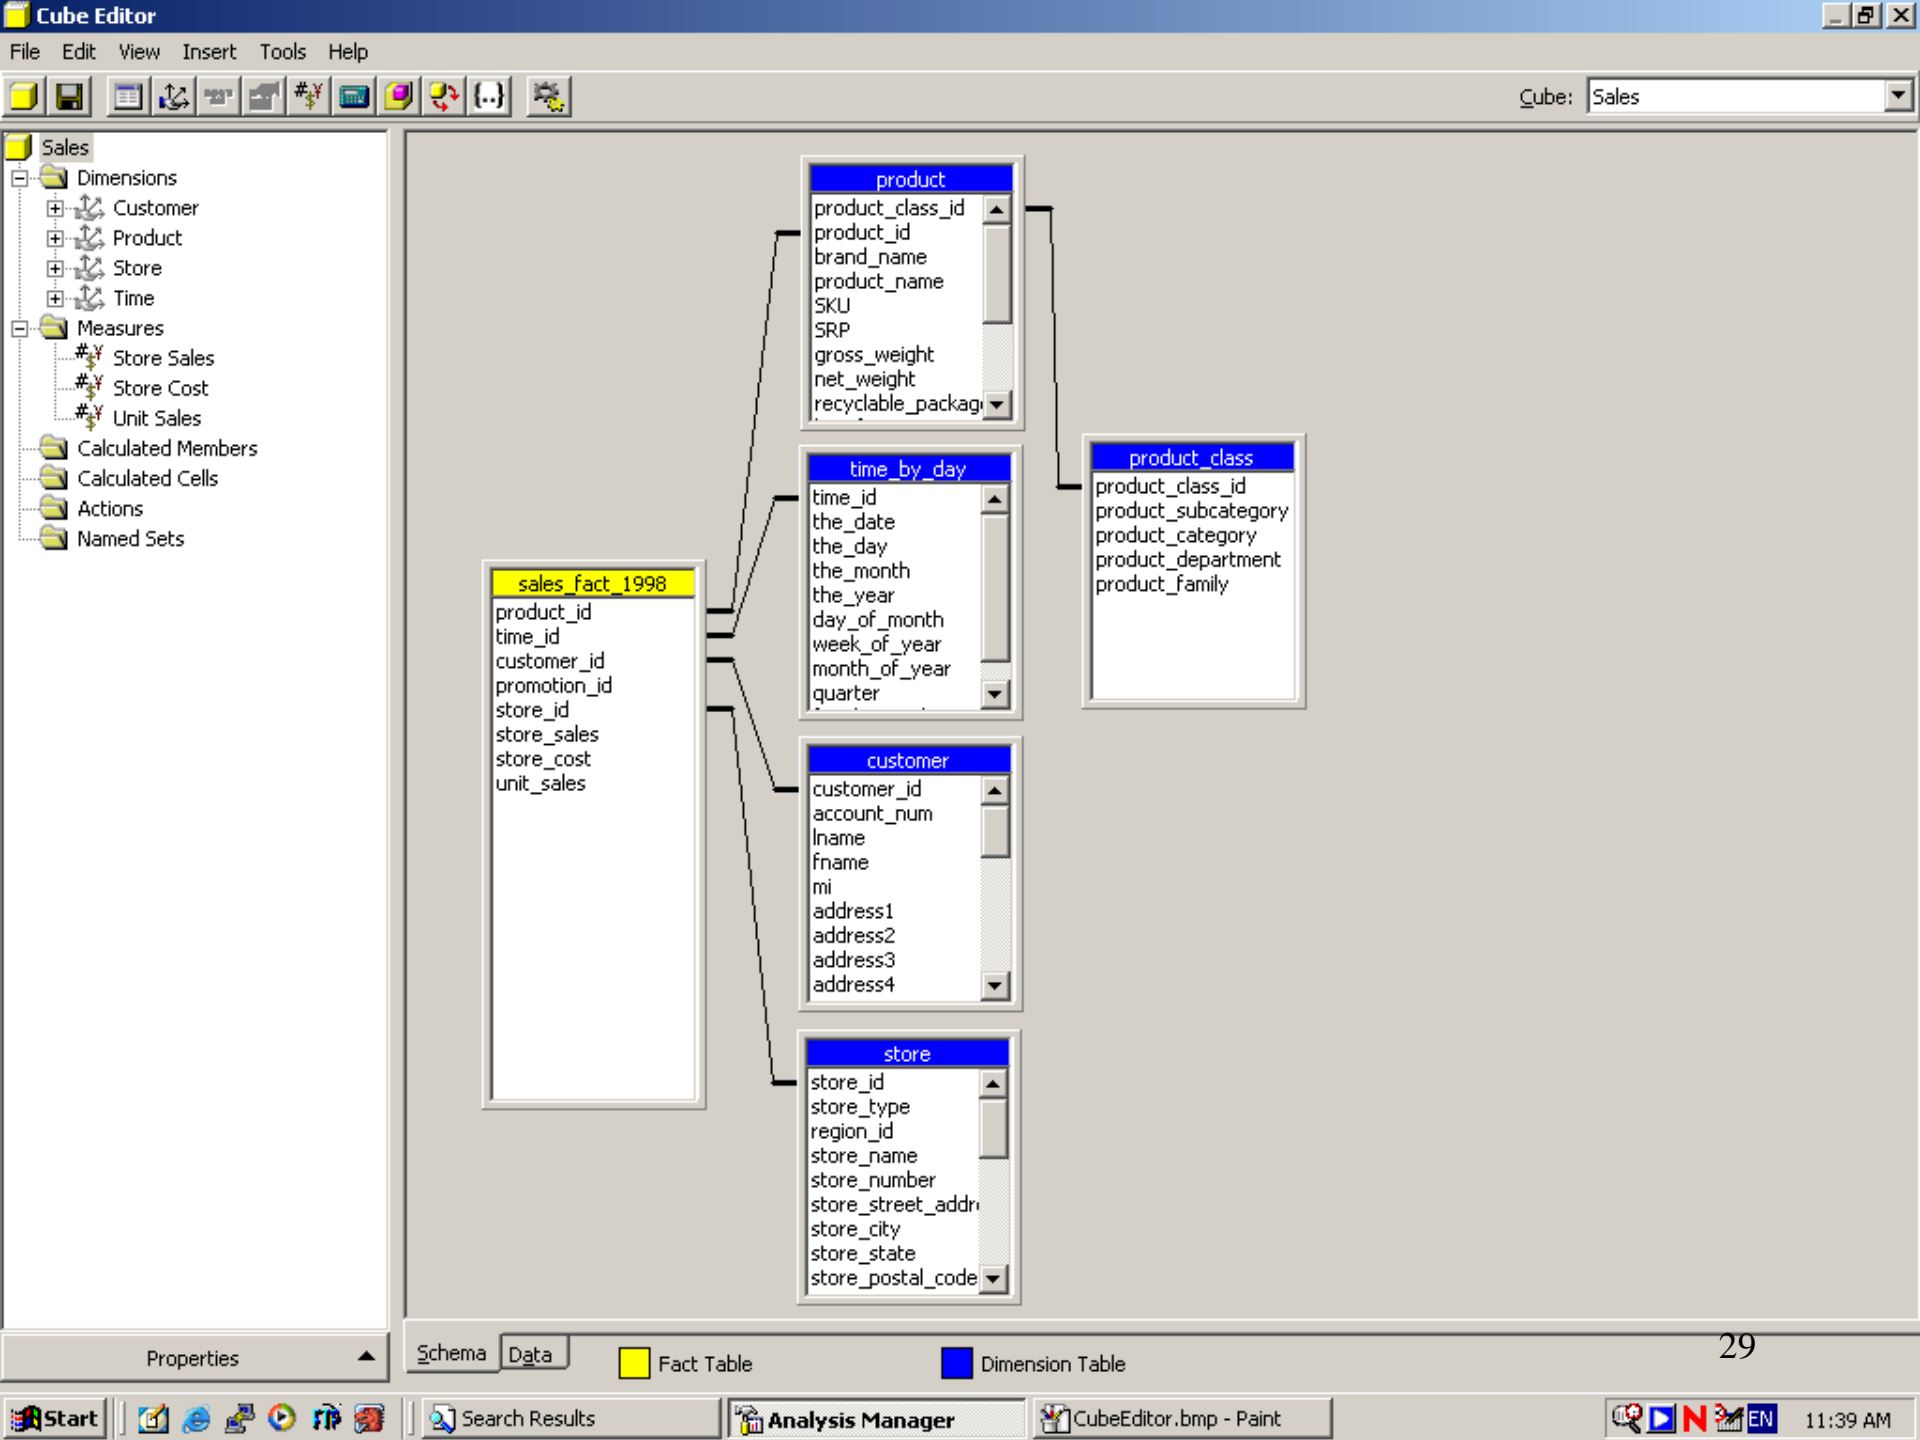 Cube Editor
File Edit View Insert Tools Help
Cube: Sales
Sales
Dimensions
Customer
Product
Store
Time
Measures
Store Sales
Store Cost
Unit Sales
Calculated Members
Calculated Cells
Actions
Named Sets
sales_fact_1998
product_id
time_id
customer_id
promotion_id
store_id
store_sales
store_cost
unit_sales
product
product_class_id
product_id
brand_name
product_name
SKU
SRP
gross_weight
net_weight
recyclable_packag
time_by_day
time_id
the_date
the_day
the_month
the_year
day_of_month
week_of_year
month_of_year
quarter
customer
customer_id
account_num
lname
fname
mi
address1
address2
address3
address4
store
store_id
store_type
region_id
store_name
store_number
store_street_addr
store_city
store_state
store_postal_code
product_class
product_class_id
product_subcategory
product_category
product_department
product_family
Properties
Schema Data
Fact Table
Dimension Table
29
Start
Search Results
Analysis Manager
CubeEditor.bmp - Paint
EN
11:39 AM